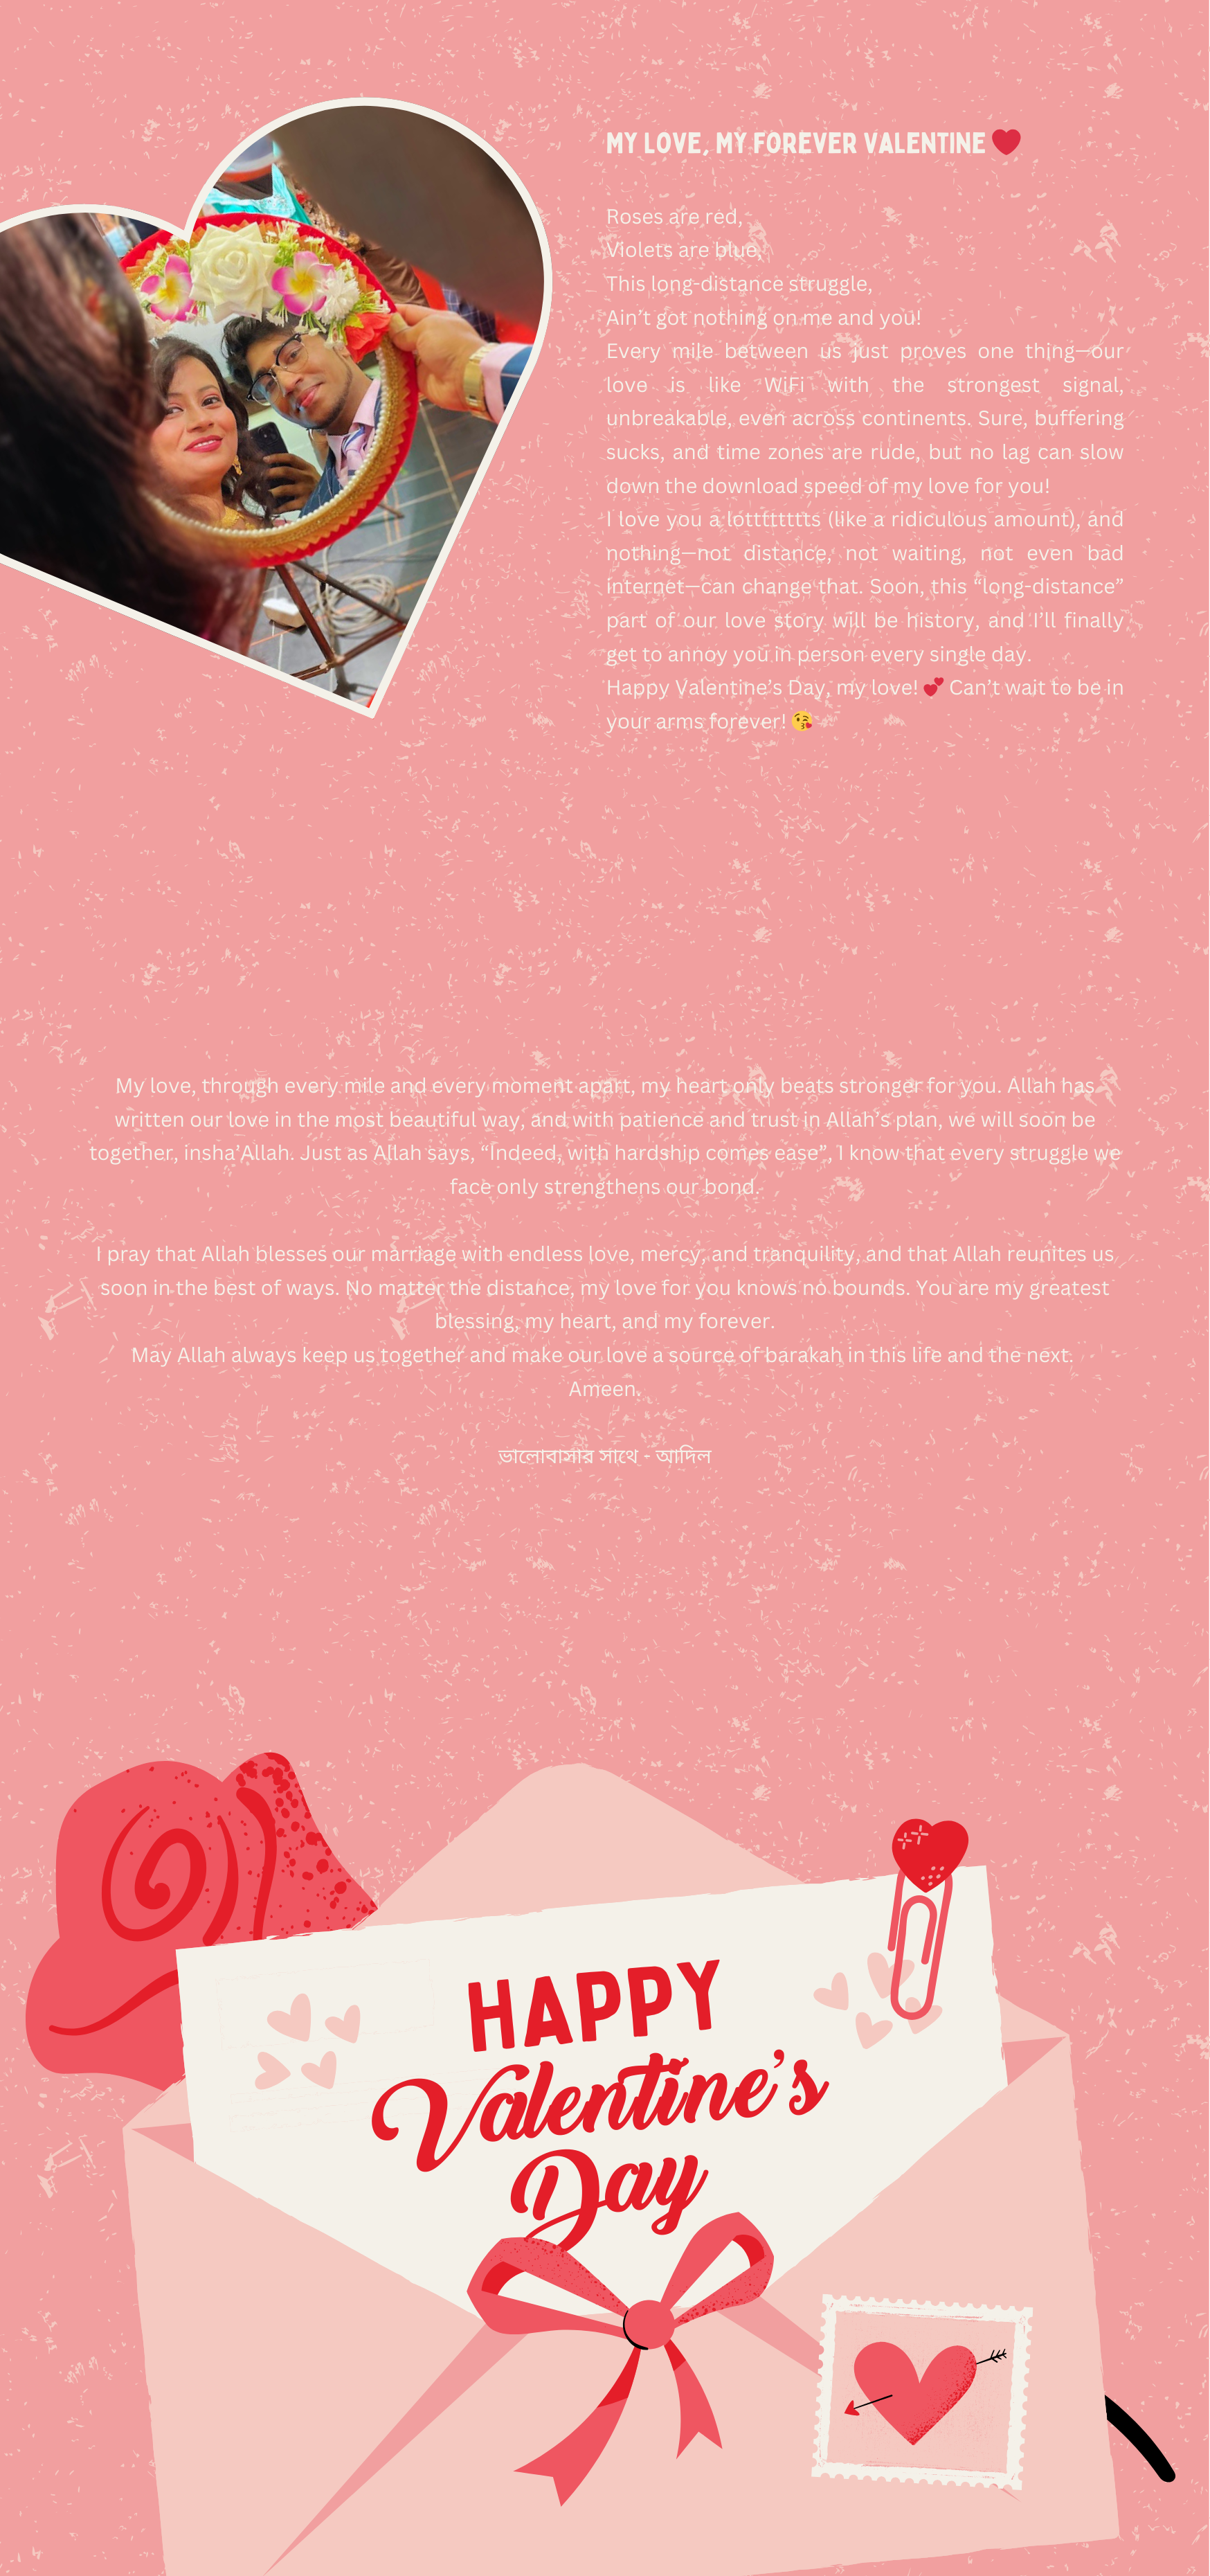 MY LOVE, MY FOREVER VALENTINE ❤️
Roses are red,
Violets are blue,
This long-distance struggle,
Ain’t got nothing on me and you!
Every mile between us just proves one thing—our
love is like WiFi with the strongest signal,
unbreakable, even across continents. Sure, buffering
sucks, and time zones are rude, but no lag can slow
down the download speed of my love for you!
I love you a lotttttttts (like a ridiculous amount), and
nothing—not distance, not waiting, not even bad
internet—can change that. Soon, this “long-distance”
part of our love story will be history, and I’ll finally
get to annoy you in person every single day.
Happy Valentine’s Day, my love! 💕 Can’t wait to be in
your arms forever! 😘
My love, through every mile and every moment apart, my heart only beats stronger for you. Allah has
written our love in the most beautiful way, and with patience and trust in Allah’s plan, we will soon be
together, insha’Allah. Just as Allah says, “Indeed, with hardship comes ease”, I know that every struggle we
face only strengthens our bond.
I pray that Allah blesses our marriage with endless love, mercy, and tranquility, and that Allah reunites us
soon in the best of ways. No matter the distance, my love for you knows no bounds. You are my greatest
blessing, my heart, and my forever.
May Allah always keep us together and make our love a source of barakah in this life and the next.
Ameen.
ভালোবাসার সাথে - আদিল
HAPPY
Valentine’s
Day